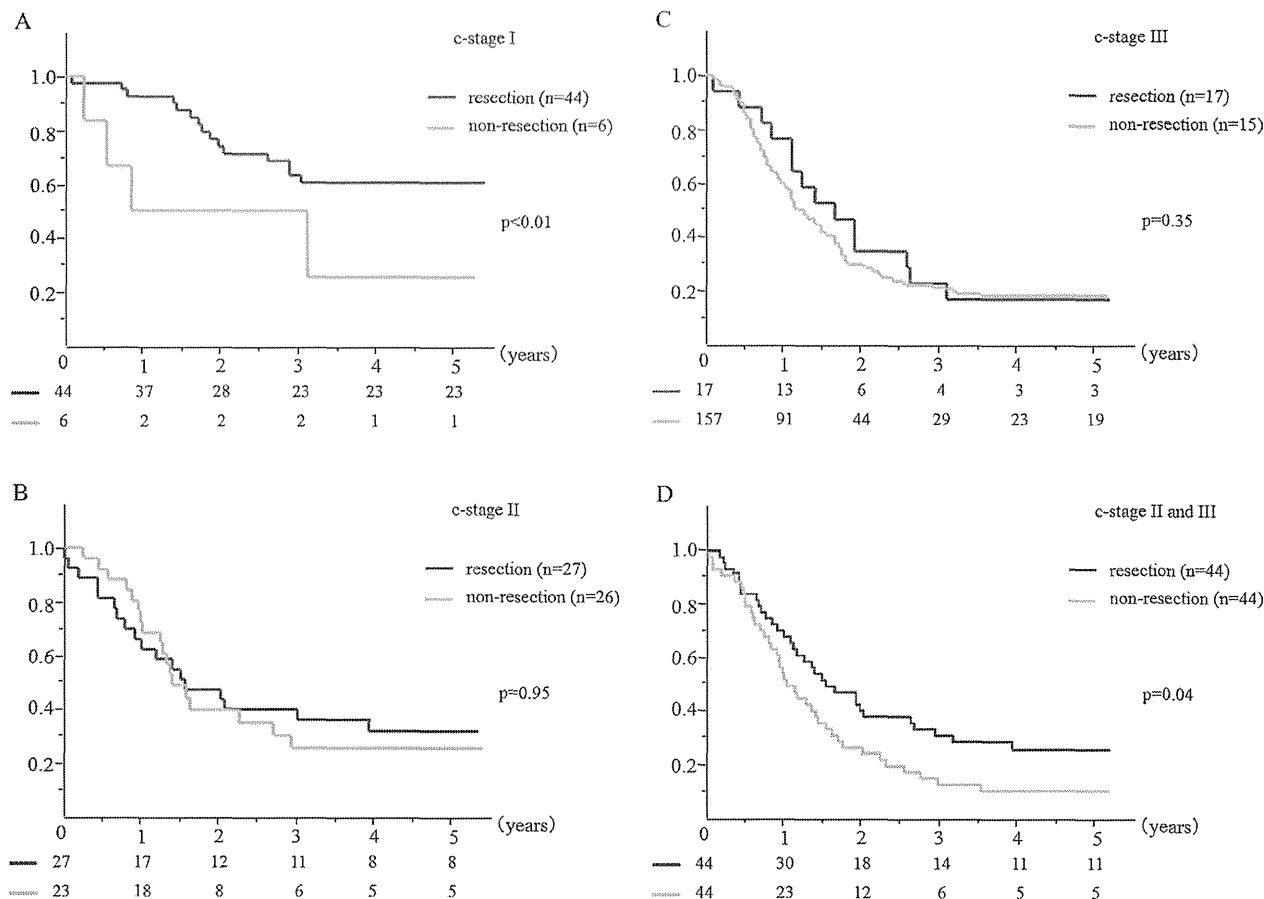 A
c-stage I
1.0
0.8
0.6
0.4
0.2
resection (n=44)
non-resection (n=6)
p<0.01
0 1 2 3 4 5 (years)
44 37 28 23 23 23
6 2 2 2 1 1
B
c-stage II
1.0
0.8
0.6
0.4
0.2
resection (n=27)
non-resection (n=26)
p=0.95
0 1 2 3 4 5 (years)
27 17 12 11 8 8
23 18 8 6 5 5
C
c-stage III
1.0
0.8
0.6
0.4
0.2
resection (n=17)
non-resection (n=15)
p=0.35
0 1 2 3 4 5 (years)
17 13 6 4 3 3
157 91 44 29 23 19
D
c-stage II and III
1.0
0.8
0.6
0.4
0.2
resection (n=44)
non-resection (n=44)
p=0.04
0 1 2 3 4 5 (years)
44 30 18 14 11 11
44 23 12 6 5 5